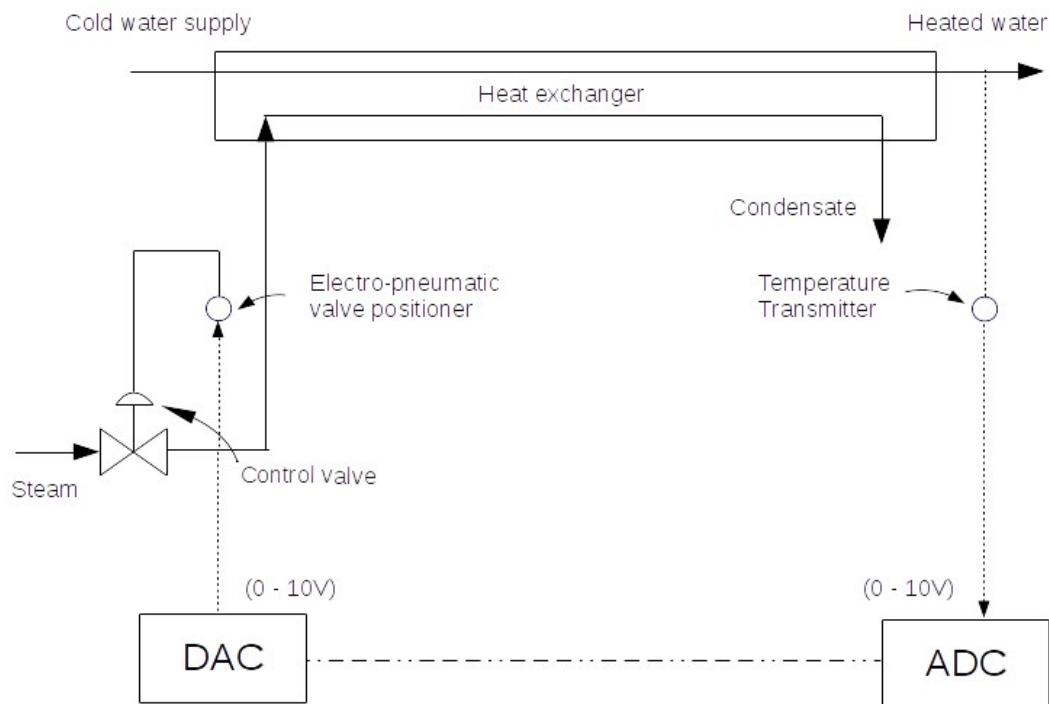 Cold water supply
Heated water
Heat exchanger
Condensate
Electro-pneumatic
valve positioner
Temperature
Transmitter
Control valve
Steam
(0 - 10V)
(0 - 10V)
DAC
ADC